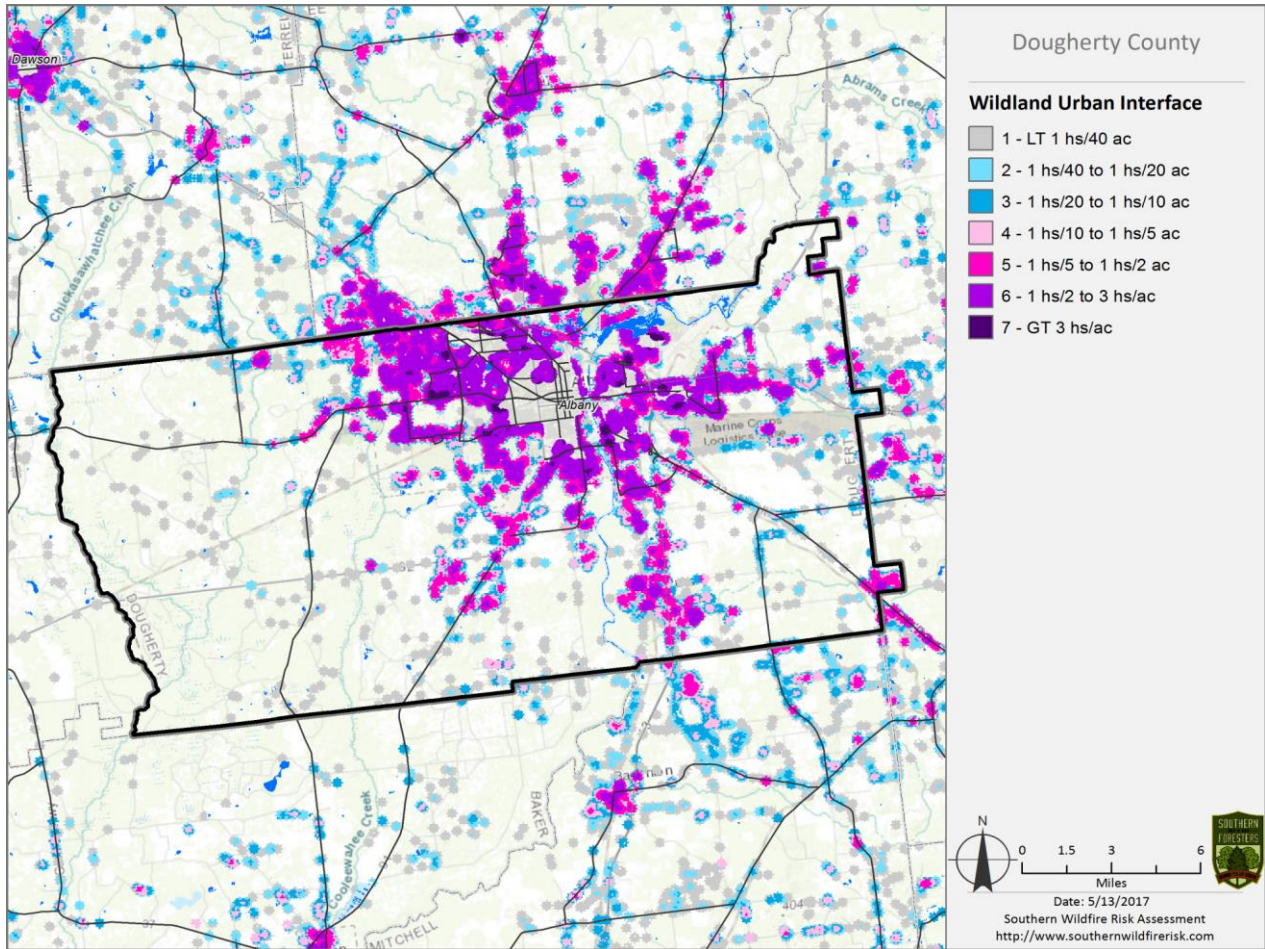 Dougherty County
Wildland Urban Interface
1 - LT 1 hs/40 ac
2 - 1 hs/40 to 1 hs/20 ac
3 - 1 hs/20 to 1 hs/10 ac
4 - 1 hs/10 to 1 hs/5 ac
5 - 1 hs/5 to 1 hs/2 ac
6 - 1 hs/2 to 3 hs/ac
7 - GT 3 hs/ac
N
0 1.5 3 6
Miles
Date: 5/13/2017
Southern Wildfire Risk Assessment
http://www.southernwildfirerisk.com
SOUTHERN
FORESTERS
Dawson
Abrams Creek
Albany
Marine Corps
Logistics
DOUGHERTY
BAKER
Cooleewahee Creek
MITCHELL
37